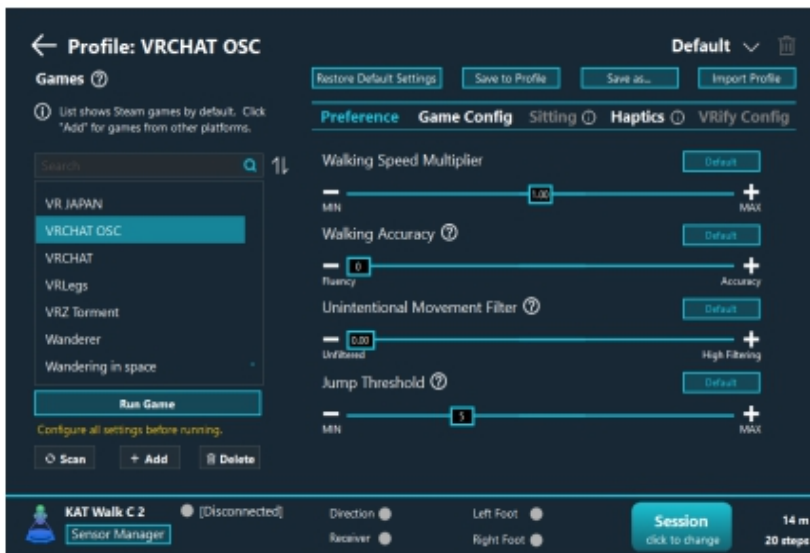 Profile: VRCHAT OSC
Default
Games
Restore Default Settings
Save to Profile
Save as...
Import Profile
List shows Steam games by default. Click
"Add" for games from other platforms.
Preference
Game Config
Sitting
Haptics
VRify Config
Search
VR JAPAN
VRCHAT OSC
VRCHAT
VRLegs
VRZ Torment
Wanderer
Wandering in space
Run Game
Configure all settings before running.
Scan
+ Add
Delete
Walking Speed Multiplier
Default
1.00
MIN
MAX
Walking Accuracy
Default
0
Fluency
Accuracy
Unintentional Movement Filter
Default
0.00
Unfiltered
High Filtering
Jump Threshold
Default
5
MIN
MAX
KAT Walk C 2
[Disconnected]
Sensor Manager
Direction
Left Foot
Receiver
Right Foot
Session
click to change
14 m
20 steps